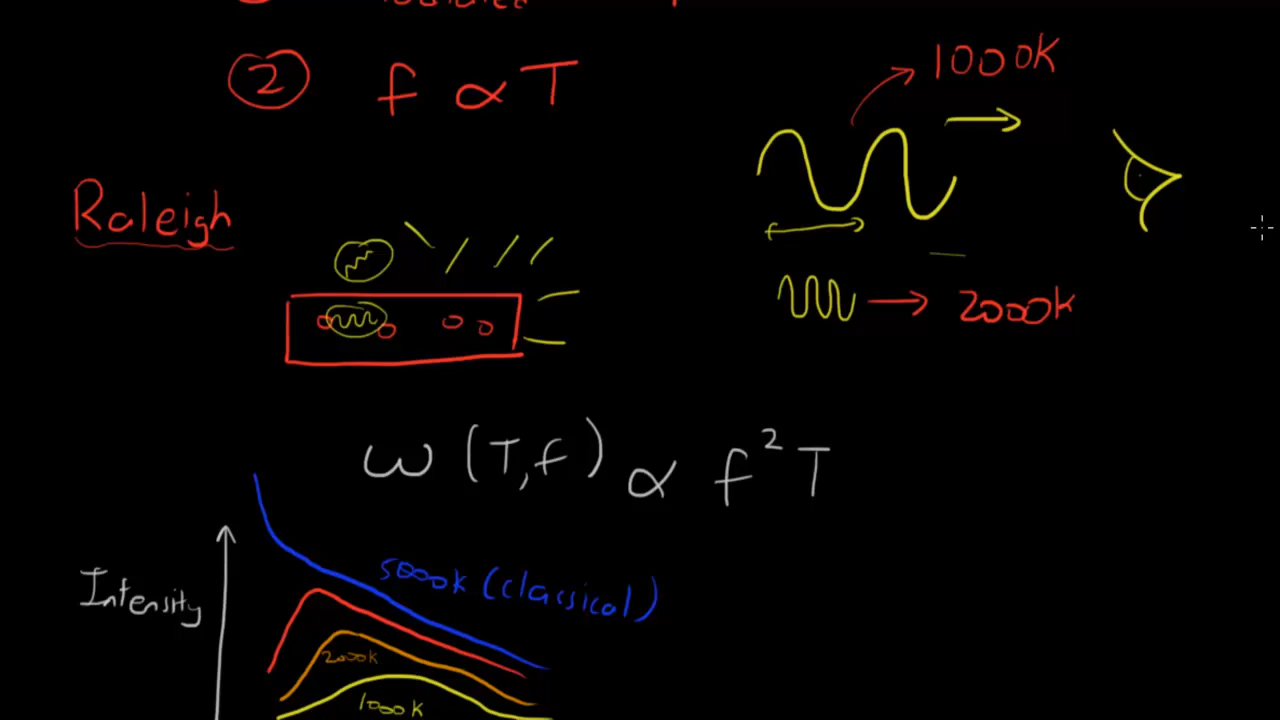 ② f ∝ T
1000K
Raleigh
2000K
ω (T,f) ∝ f² T
Intensity
5000K (classical)
2000K
1000K